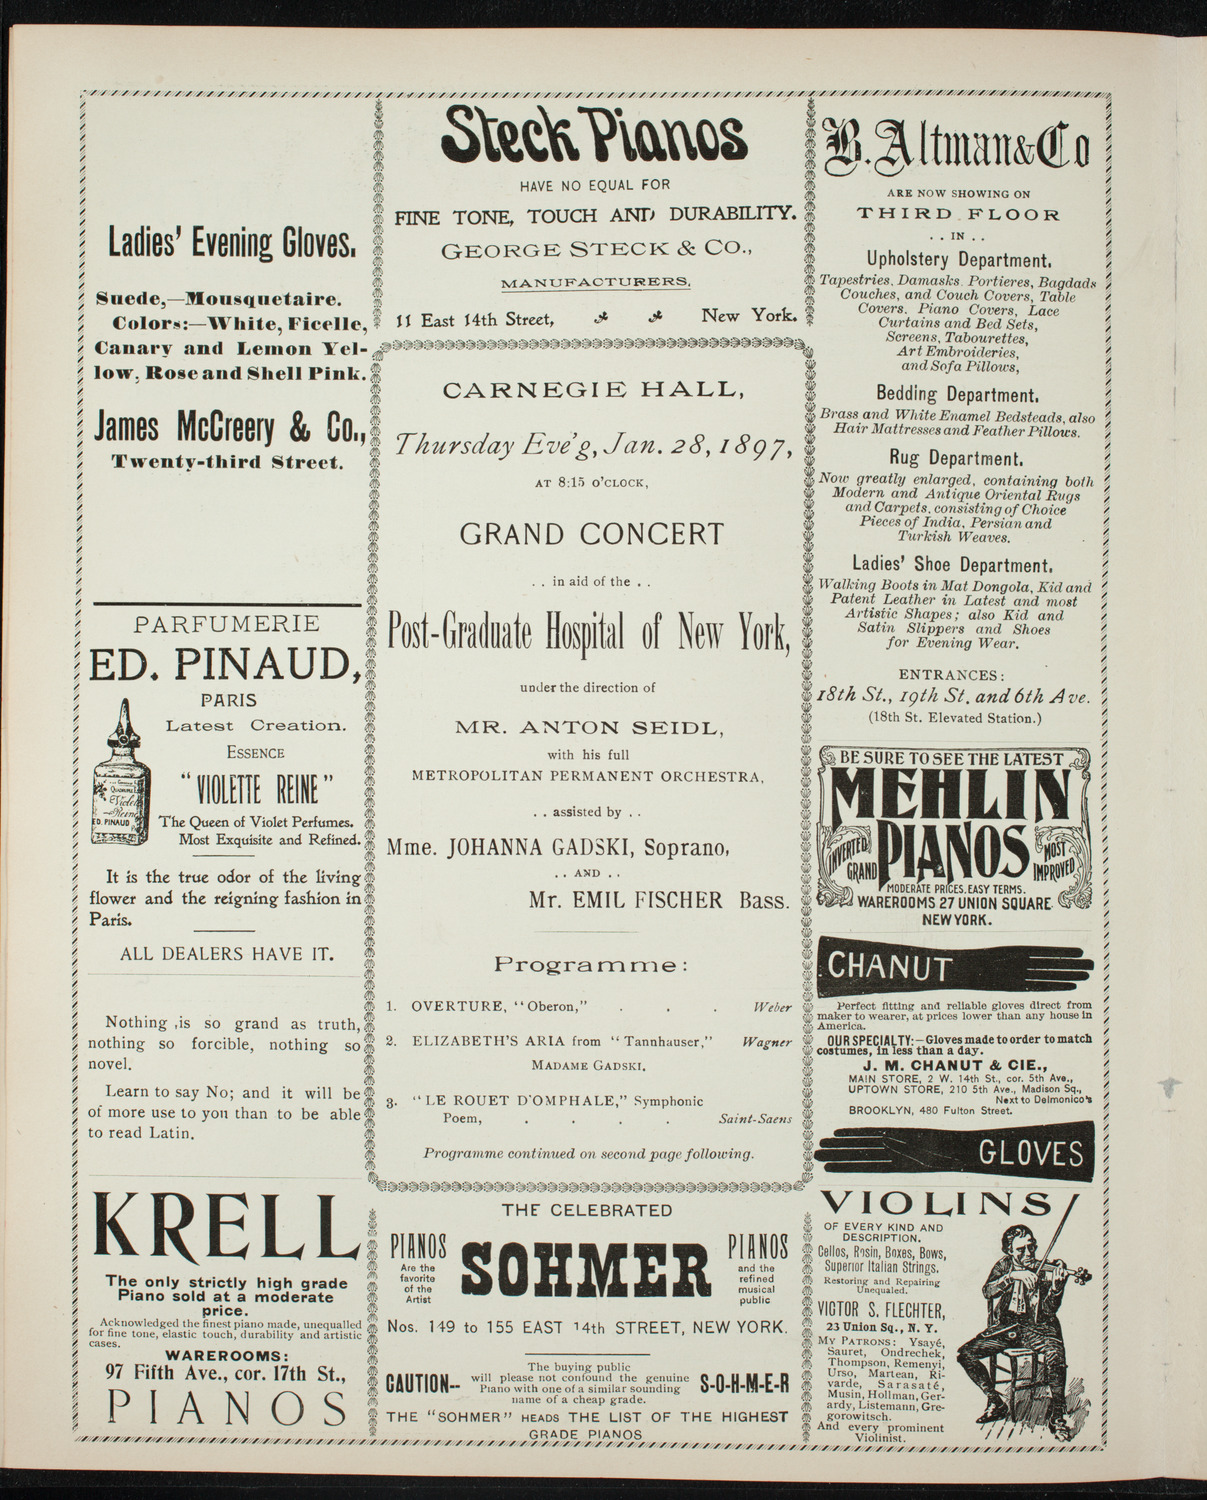 Ladies' Evening Gloves.
Suede,—Mousquetaire.
Colors:—White, Ficelle,
Canary and Lemon Yel-
low, Rose and Shell Pink.
James McCreery & Co.,
Twenty-third Street.
PARFUMERIE
ED. PINAUD,
PARIS
Latest Creation.
ESSENCE
"VIOLETTE REINE"
The Queen of Violet Perfumes.
Most Exquisite and Refined.
It is the true odor of the living
flower and the reigning fashion in
Paris.
ALL DEALERS HAVE IT.
Nothing is so grand as truth,
nothing so forcible, nothing so
novel.
Learn to say No; and it will be
of more use to you than to be able
to read Latin.
KRELL
The only strictly high grade
Piano sold at a moderate
price.
Acknowledged the finest piano made, unequalled
for fine tone, elastic touch, durability and artistic
cases.
WAREROOMS:
97 Fifth Ave., cor. 17th St.,
PIANOS
Steck Pianos
HAVE NO EQUAL FOR
FINE TONE, TOUCH AND DURABILITY.
GEORGE STECK & CO.,
MANUFACTURERS,
11 East 14th Street, New York.
CARNEGIE HALL,
Thursday Eve'g, Jan. 28, 1897,
AT 8:15 O'CLOCK,
GRAND CONCERT
. . in aid of the . .
Post-Graduate Hospital of New York,
under the direction of
MR. ANTON SEIDL,
with his full
METROPOLITAN PERMANENT ORCHESTRA,
. . assisted by . .
Mme. JOHANNA GADSKI, Soprano,
. . AND . .
Mr. EMIL FISCHER Bass.
Programme:
1. OVERTURE, "Oberon," . . . Weber
2. ELIZABETH'S ARIA from "Tannhauser," Wagner
MADAME GADSKI.
3. "LE ROUET D'OMPHALE," Symphonic
Poem, . . . . Saint-Saens
Programme continued on second page following.
THE CELEBRATED
PIANOS
Are the
favorite
of the
Artist
SOHMER
PIANOS
and the
refined
musical
public
Nos. 149 to 155 EAST 14th STREET, NEW YORK.
CAUTION--
The buying public
will please not confound the genuine
Piano with one of a similar sounding
name of a cheap grade.
S-O-H-M-E-R
THE "SOHMER" HEADS THE LIST OF THE HIGHEST
GRADE PIANOS
B. Altman & Co
ARE NOW SHOWING ON
THIRD FLOOR
. . IN . .
Upholstery Department.
Tapestries, Damasks. Portieres, Bagdads
Couches, and Couch Covers, Table
Covers. Piano Covers, Lace
Curtains and Bed Sets,
Screens, Tabourettes,
Art Embroideries,
and Sofa Pillows,
Bedding Department.
Brass and White Enamel Bedsteads, also
Hair Mattresses and Feather Pillows.
Rug Department.
Now greatly enlarged, containing both
Modern and Antique Oriental Rugs
and Carpets, consisting of Choice
Pieces of India, Persian and
Turkish Weaves.
Ladies' Shoe Department.
Walking Boots in Mat Dongola, Kid and
Patent Leather in Latest and most
Artistic Shapes; also Kid and
Satin Slippers and Shoes
for Evening Wear.
ENTRANCES:
18th St., 19th St. and 6th Ave.
(18th St. Elevated Station.)
BE SURE TO SEE THE LATEST
MEHLIN
PIANOS
INVERTED
GRAND
MOST
IMPROVED
MODERATE PRICES. EASY TERMS.
WAREROOMS 27 UNION SQUARE
NEW YORK.
CHANUT
Perfect fitting and reliable gloves direct from
maker to wearer, at prices lower than any house in
America.
OUR SPECIALTY:—Gloves made to order to match
costumes, in less than a day.
J. M. CHANUT & CIE.,
MAIN STORE, 2 W. 14th St., cor. 5th Ave.,
UPTOWN STORE, 210 5th Ave., Madison Sq.,
Next to Delmonico's
BROOKLYN, 480 Fulton Street.
GLOVES
VIOLINS
OF EVERY KIND AND
DESCRIPTION.
Cellos, Rosin, Boxes, Bows,
Superior Italian Strings.
Restoring and Repairing
Unequaled.
VICTOR S. FLECHTER,
23 Union Sq., N. Y.
MY PATRONS: Ysayé,
Sauret, Ondrechek,
Thompson, Remenyi,
Urso, Martean, Ri-
varde, Sarasaté,
Musin, Hollman, Ger-
ardy, Listemann, Gre-
gorowitsch.
And every prominent
Violinist.